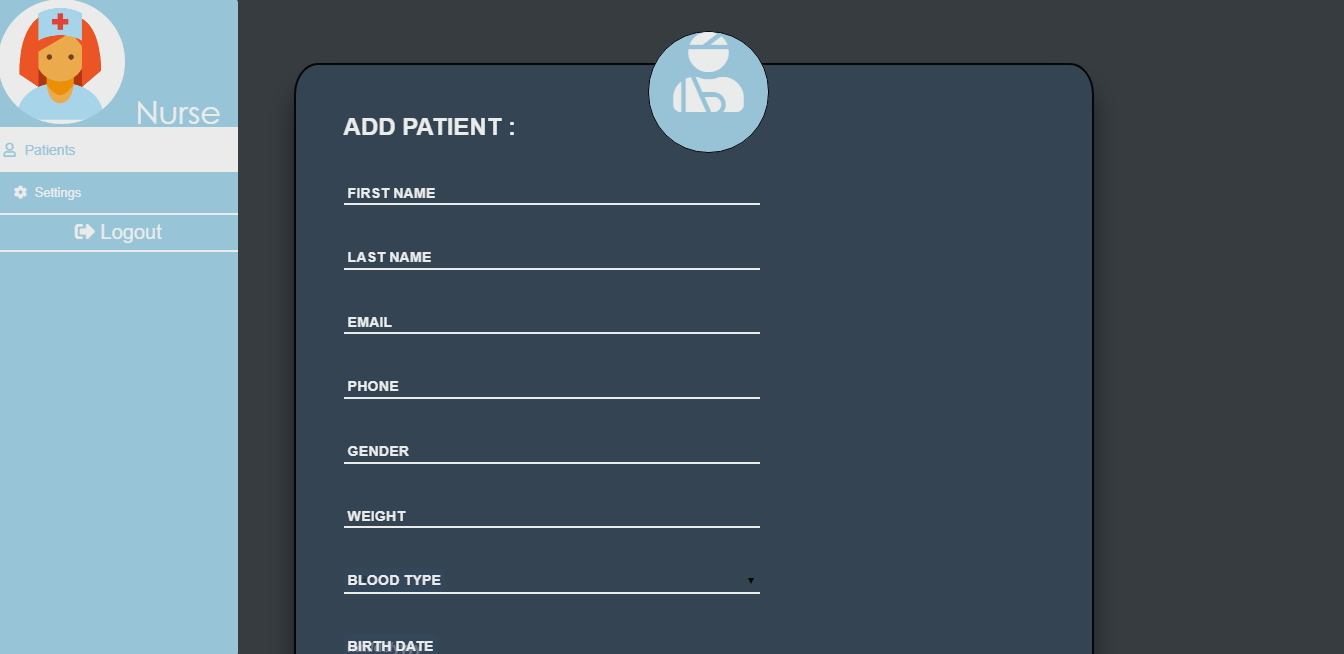 Nurse
Patients
Settings
Logout
ADD PATIENT :
FIRST NAME
LAST NAME
EMAIL
PHONE
GENDER
WEIGHT
BLOOD TYPE
BIRTH DATE